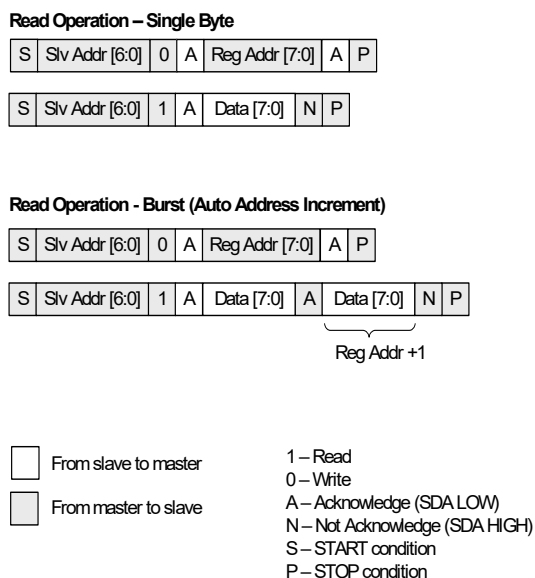 Read Operation – Single Byte
S Slv Addr [6:0] 0 A Reg Addr [7:0] A P
S Slv Addr [6:0] 1 A Data [7:0] N P
Read Operation - Burst (Auto Address Increment)
S Slv Addr [6:0] 0 A Reg Addr [7:0] A P
S Slv Addr [6:0] 1 A Data [7:0] A Data [7:0] N P
Reg Addr +1
From slave to master
From master to slave
1 – Read
0 – Write
A – Acknowledge (SDA LOW)
N – Not Acknowledge (SDA HIGH)
S – START condition
P – STOP condition